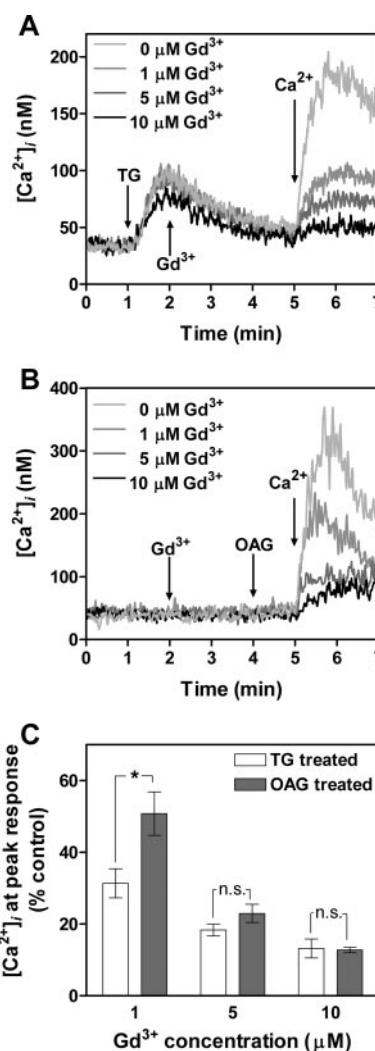 A
0 μM Gd³⁺
1 μM Gd³⁺
5 μM Gd³⁺
10 μM Gd³⁺
TG
Gd³⁺
Ca²⁺
[Ca²⁺]i (nM)
200
150
100
50
0
0 1 2 3 4 5 6 7
Time (min)
B
0 μM Gd³⁺
1 μM Gd³⁺
5 μM Gd³⁺
10 μM Gd³⁺
Gd³⁺
OAG
Ca²⁺
[Ca²⁺]i (nM)
400
300
200
100
0
0 1 2 3 4 5 6 7
Time (min)
C
TG treated
OAG treated
*
n.s.
n.s.
[Ca²⁺]i at peak response
(% control)
60
40
20
0
1 5 10
Gd³⁺ concentration (μM)